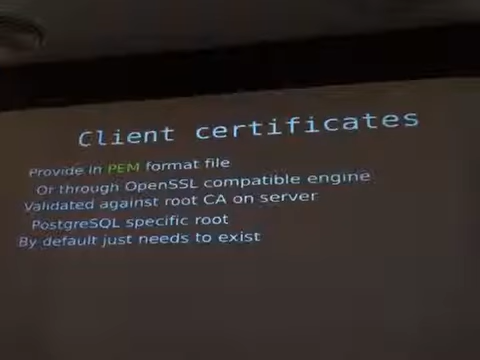 Client certificates
Provide in PEM format file
Or through OpenSSL compatible engine
Validated against root CA on server
PostgreSQL specific root
By default just needs to exist